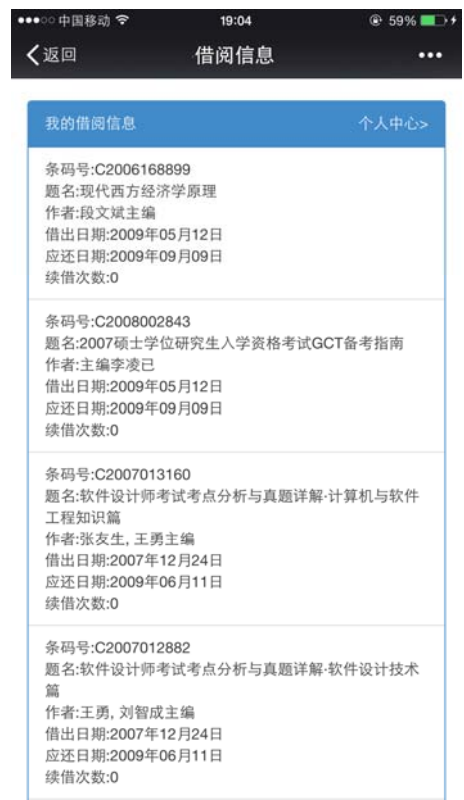 中国移动 19:04 59%
返回 借阅信息 •••
我的借阅信息 个人中心>
条码号:C2006168899
题名:现代西方经济学原理
作者:段文斌主编
借出日期:2009年05月12日
应还日期:2009年09月09日
续借次数:0
条码号:C2008002843
题名:2007硕士学位研究生入学资格考试GCT备考指南
作者:主编李凌已
借出日期:2009年05月12日
应还日期:2009年09月09日
续借次数:0
条码号:C2007013160
题名:软件设计师考试考点分析与真题详解·计算机与软件
工程知识篇
作者:张友生, 王勇主编
借出日期:2007年12月24日
应还日期:2009年06月11日
续借次数:0
条码号:C2007012882
题名:软件设计师考试考点分析与真题详解·软件设计技术
篇
作者:王勇, 刘智成主编
借出日期:2007年12月24日
应还日期:2009年06月11日
续借次数:0